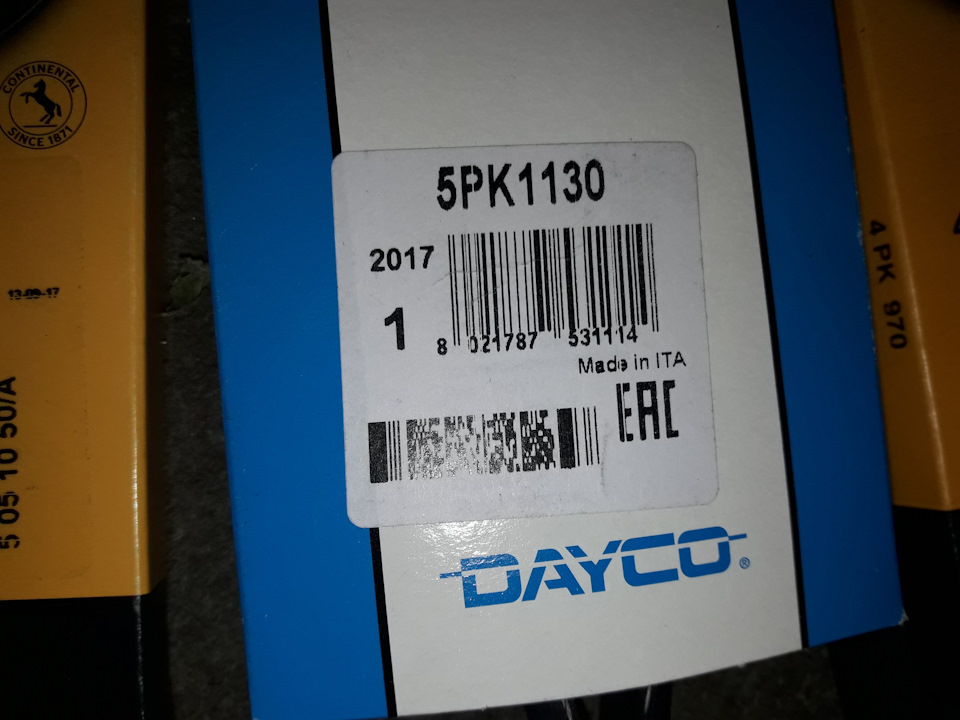 CONTINENTAL
SINCE 1871
13-09-17
5 05 10 50/A
5PK1130
2017
1
8 021787 531114
Made in ITA
EAC
DAYCO®
4 PK 970